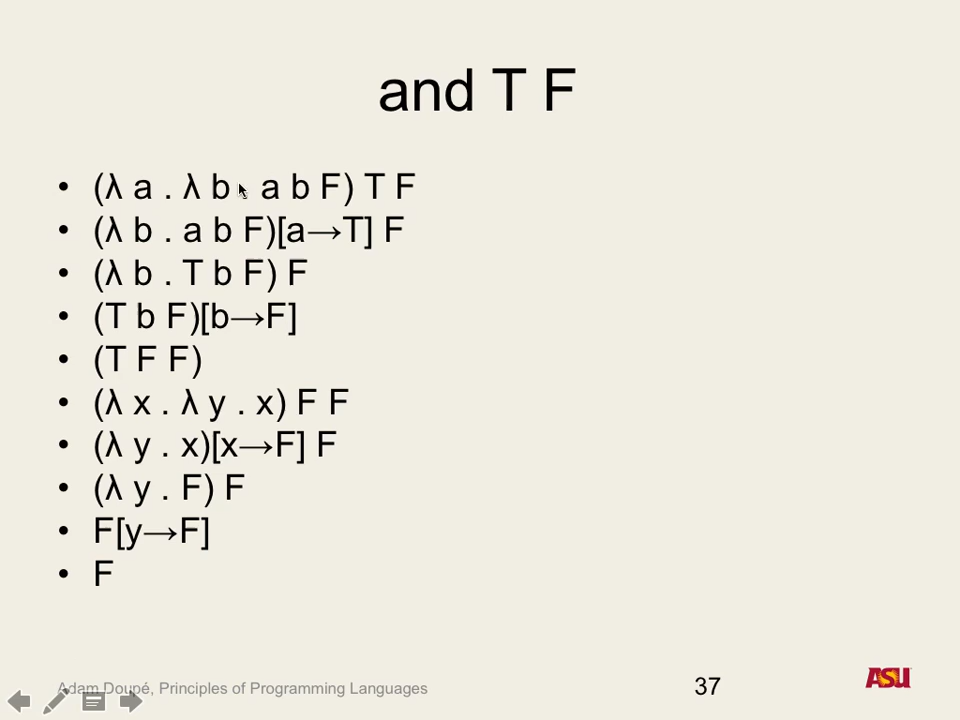 and T F
• (λ a . λ b . a b F) T F
• (λ b . a b F)[a→T] F
• (λ b . T b F) F
• (T b F)[b→F]
• (T F F)
• (λ x . λ y . x) F F
• (λ y . x)[x→F] F
• (λ y . F) F
• F[y→F]
• F
Adam Doupé, Principles of Programming Languages
37
ASU